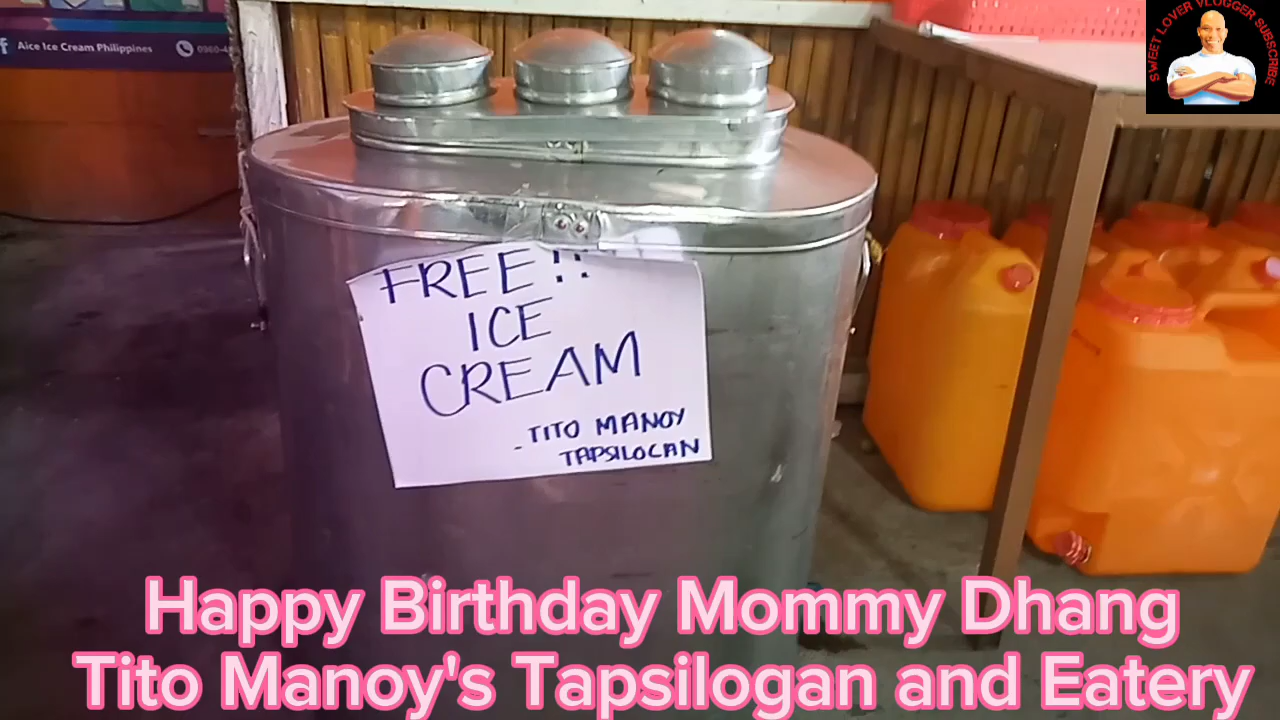 Aice Ice Cream Philippines
SWEET LOVER VLOGGER SUBSCRIBE
FREE!!
ICE
CREAM
- TITO MANOY
TAPSILOGAN
Happy Birthday Mommy Dhang
Tito Manoy's Tapsilogan and Eatery